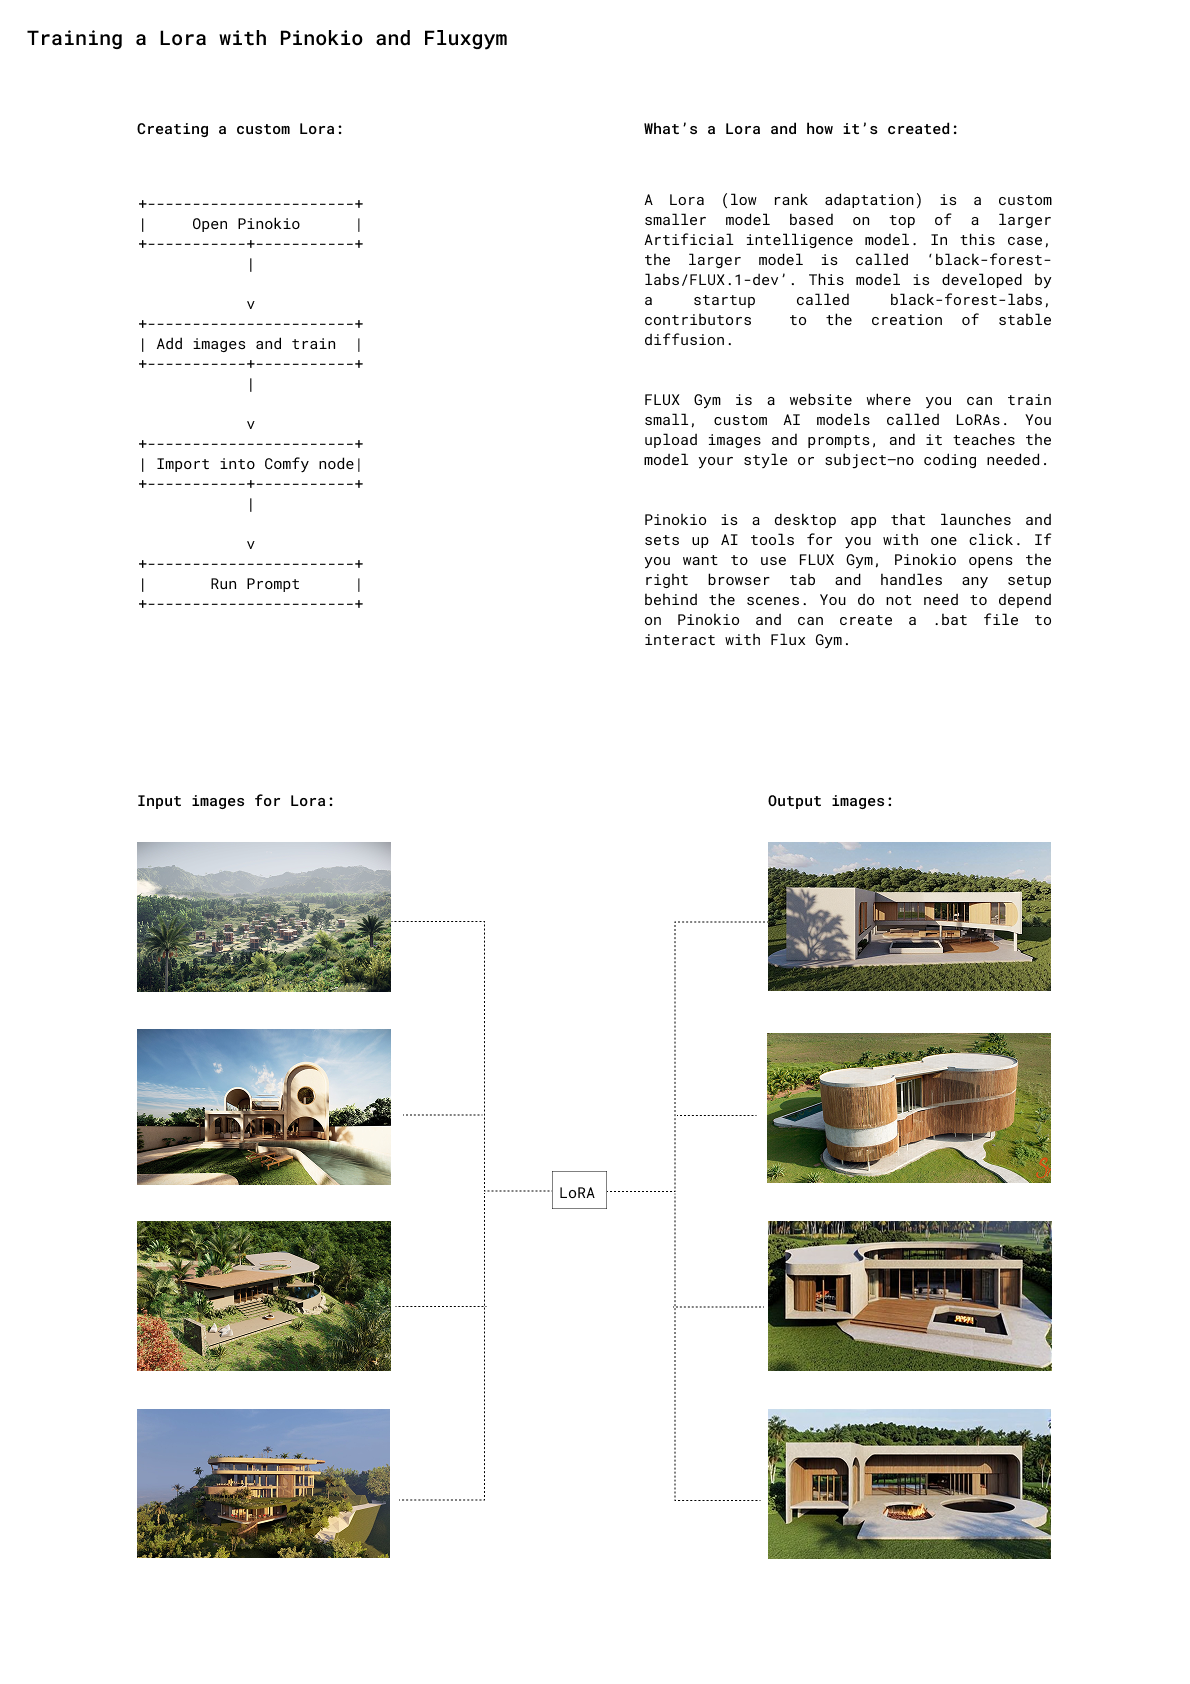 Training a Lora with Pinokio and Fluxgym
Creating a custom Lora:
+-----------------------+
|     Open Pinokio      |
+-----------+-----------+
|
v
+-----------------------+
| Add images and train  |
+-----------+-----------+
|
v
+-----------------------+
| Import into Comfy node|
+-----------+-----------+
|
v
+-----------------------+
|       Run Prompt      |
+-----------------------+
What’s a Lora and how it’s created:
A Lora (low rank adaptation) is a custom
smaller model based on top of a larger
Artificial intelligence model. In this case,
the larger model is called ‘black-forest-
labs/FLUX.1-dev’. This model is developed by
a startup called black-forest-labs,
contributors to the creation of stable
diffusion.
FLUX Gym is a website where you can train
small, custom AI models called LoRAs. You
upload images and prompts, and it teaches the
model your style or subject—no coding needed.
Pinokio is a desktop app that launches and
sets up AI tools for you with one click. If
you want to use FLUX Gym, Pinokio opens the
right browser tab and handles any setup
behind the scenes. You do not need to depend
on Pinokio and can create a .bat file to
interact with Flux Gym.
Input images for Lora:
Output images:
LoRA